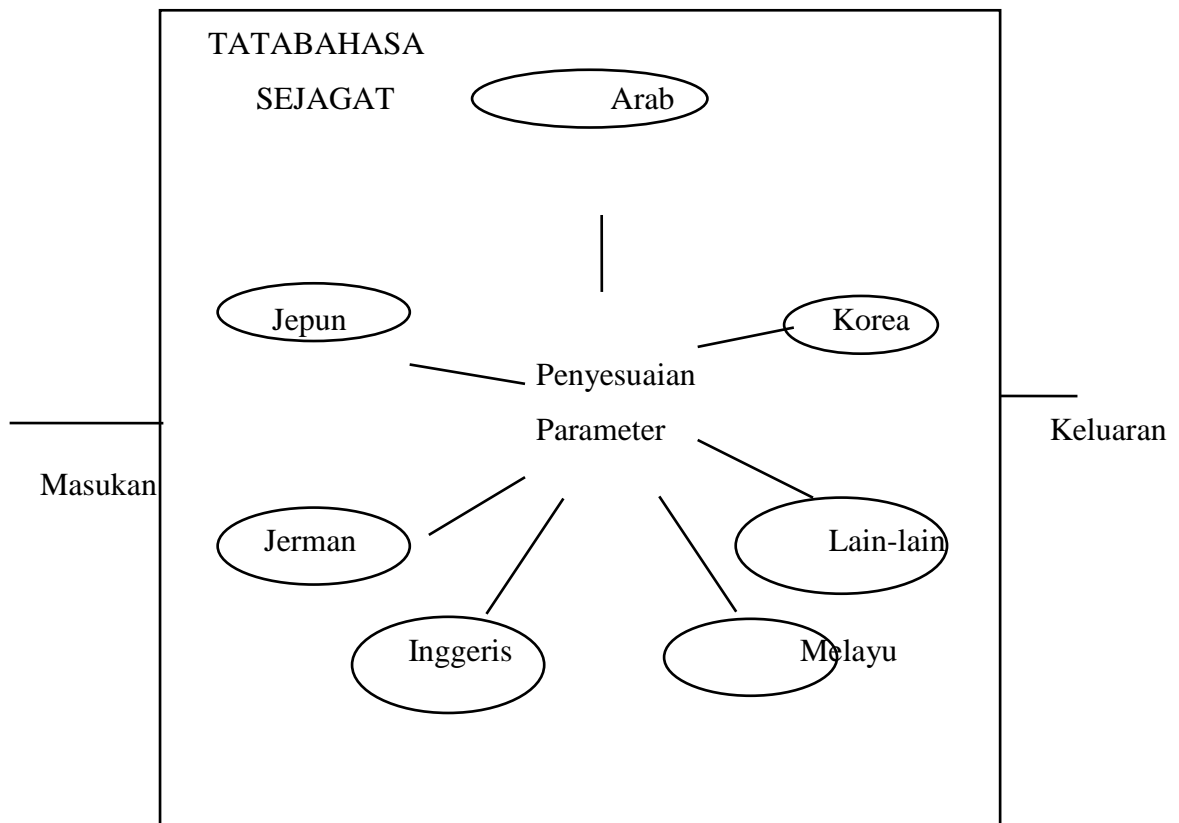 TATABAHASA
SEJAGAT
Arab
Jepun
Korea
Penyesuaian
Parameter
Keluaran
Masukan
Jerman
Lain-lain
Inggeris
Melayu